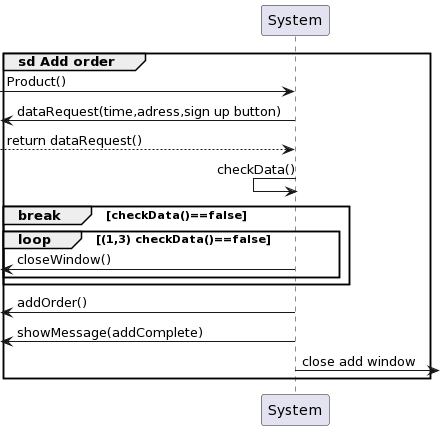 System
sd Add order
Product()
dataRequest(time,adress,sign up button)
return dataRequest()
checkData()
break [checkData()==false]
loop [(1,3) checkData()==false]
closeWindow()
addOrder()
showMessage(addComplete)
close add window
System